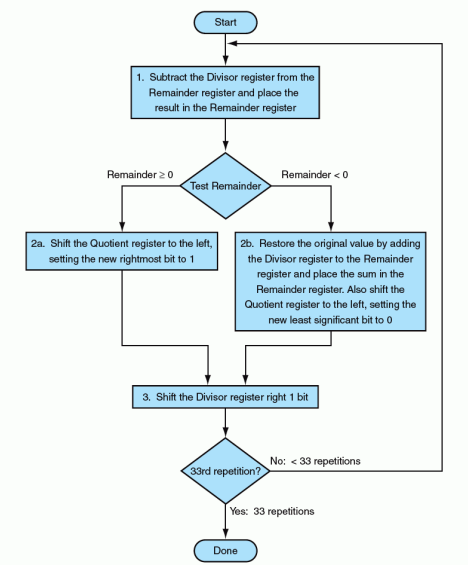 Start
1. Subtract the Divisor register from the
Remainder register and place the
result in the Remainder register
Remainder ≥ 0
Remainder < 0
Test Remainder
2a. Shift the Quotient register to the left,
setting the new rightmost bit to 1
2b. Restore the original value by adding
the Divisor register to the Remainder
register and place the sum in the
Remainder register. Also shift the
Quotient register to the left, setting the
new least significant bit to 0
3. Shift the Divisor register right 1 bit
33rd repetition?
No: < 33 repetitions
Yes: 33 repetitions
Done